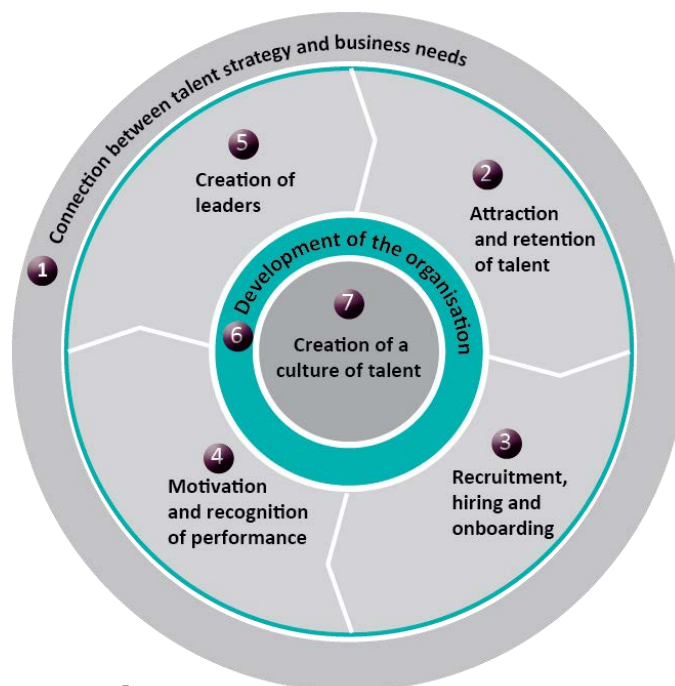 1
Connection between talent strategy and business needs
2
Attraction
and retention
of talent
3
Recruitment,
hiring and
onboarding
4
Motivation
and recognition
of performance
5
Creation of
leaders
6
Development of the organisation
7
Creation of a
culture of talent